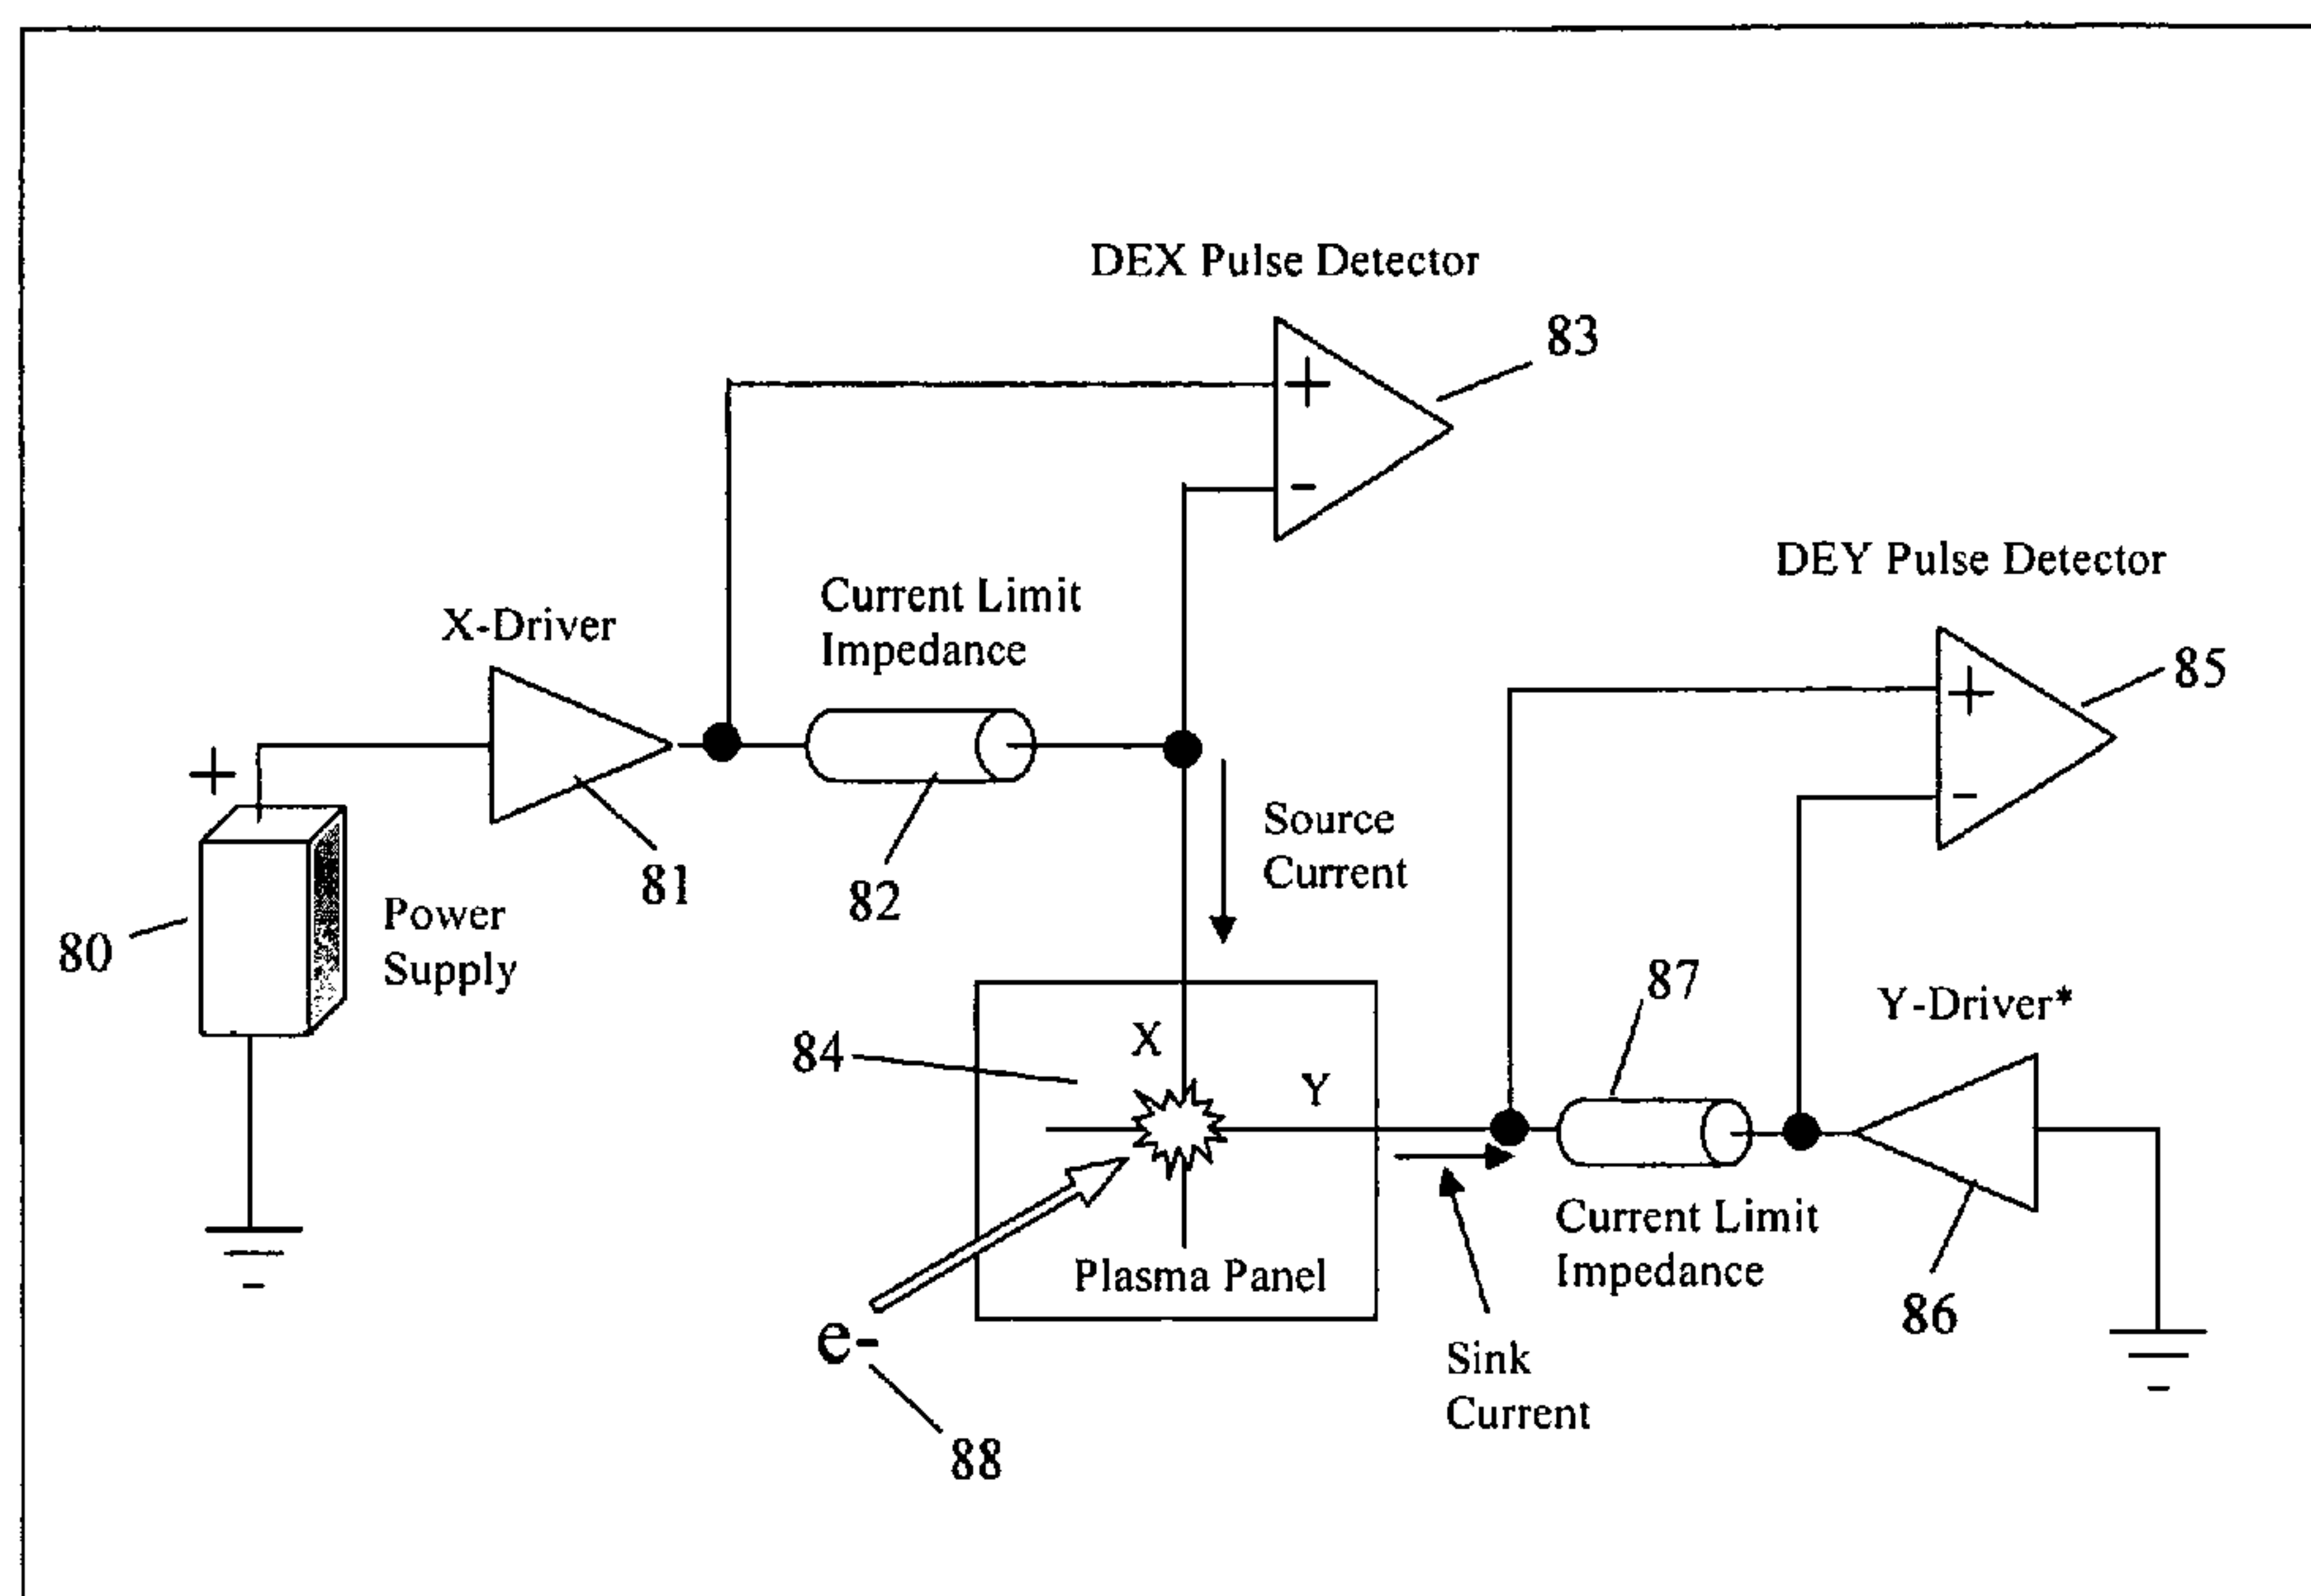 DEX Pulse Detector
83
+
-
DEY Pulse Detector
85
+
-
X-Driver
Current Limit
Impedance
81
82
+
Power
Supply
80
-
Source
Current
87
Y-Driver*
84
X
Y
Plasma Panel
Current Limit
Impedance
86
-
e-
88
Sink
Current